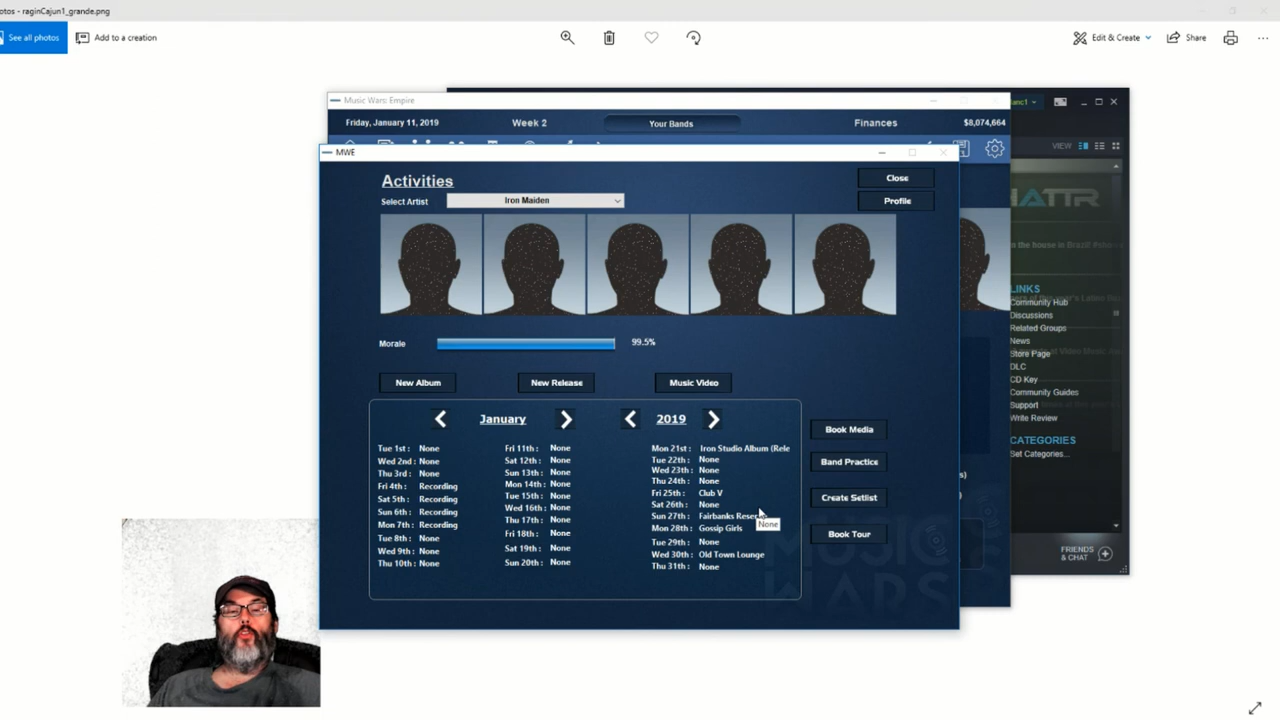 otos - raginCajun1_grande.png
See all photos
Add to a creation
Edit & Create
Share
Music Wars: Empire
Friday, January 11, 2019
Week 2
Your Bands
Finances
$8,074,664
MWE
Activities
Close
Select Artist
Iron Maiden
Profile
Morale
99.5%
New Album
New Release
Music Video
January
2019
Tue 1st : None
Wed 2nd : None
Thu 3rd : None
Fri 4th : Recording
Sat 5th : Recording
Sun 6th : Recording
Mon 7th : Recording
Tue 8th : None
Wed 9th : None
Thu 10th : None
Fri 11th : None
Sat 12th : None
Sun 13th : None
Mon 14th : None
Tue 15th : None
Wed 16th : None
Thu 17th : None
Fri 18th : None
Sat 19th : None
Sun 20th : None
Mon 21st : Iron Studio Album (Rele
Tue 22th : None
Wed 23th : None
Thu 24th : None
Fri 25th : Club V
Sat 26th : None
Sun 27th : Fairbanks
Mon 28th : Gossip Girls
Tue 29th : None
Wed 30th : Old Town Lounge
Thu 31th : None
None
Book Media
Band Practice
Create Setlist
Book Tour
MUSIC
WARS
VIEW
LINKS
Community Hub
Discussions
Related Groups
News
Store Page
DLC
CD Key
Community Guides
Support
Write Review
CATEGORIES
Set Categories...
FRIENDS
& CHAT